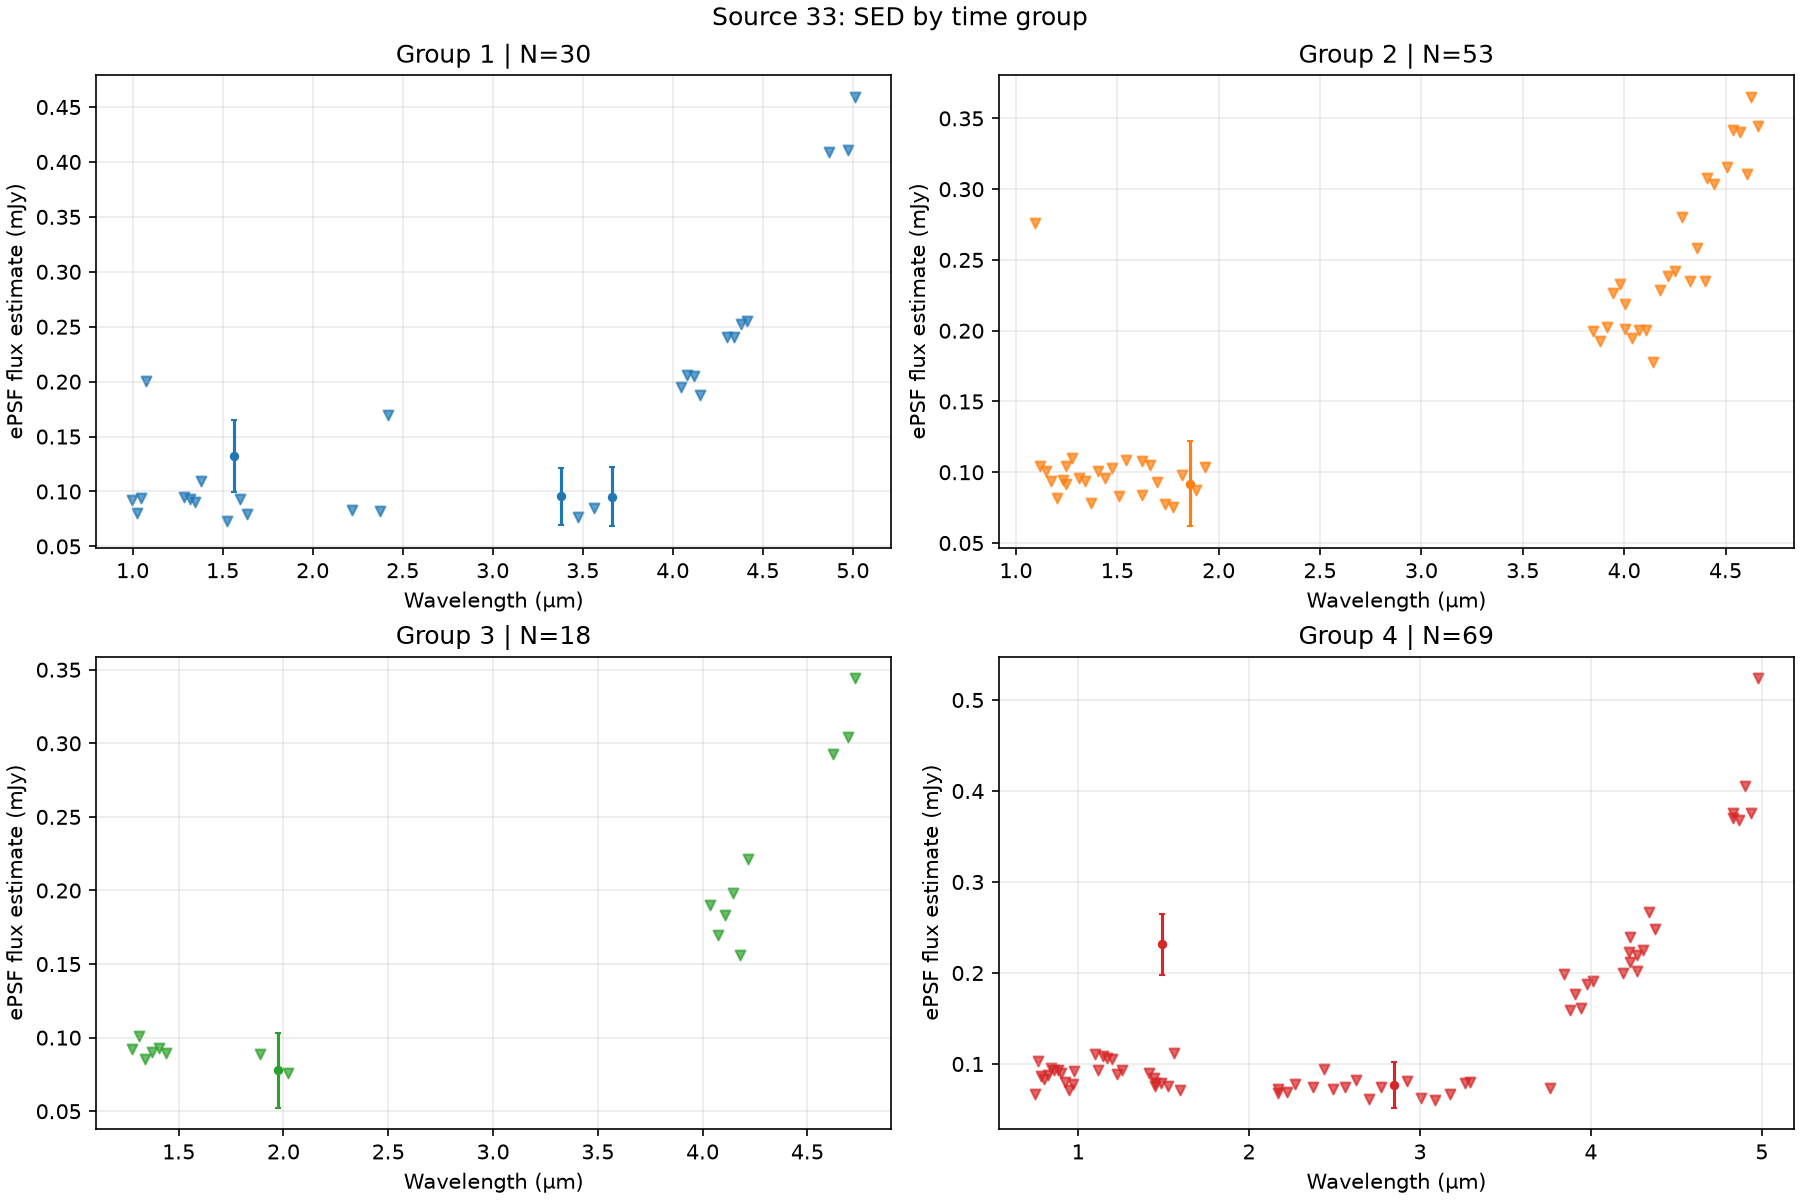 Source 33: SED by time group
Group 1 | N=30
ePSF flux estimate (mJy)
0.45
0.40
0.35
0.30
0.25
0.20
0.15
0.10
0.05
1.0 1.5 2.0 2.5 3.0 3.5 4.0 4.5 5.0
Wavelength (µm)
Group 2 | N=53
ePSF flux estimate (mJy)
0.35
0.30
0.25
0.20
0.15
0.10
0.05
1.0 1.5 2.0 2.5 3.0 3.5 4.0 4.5
Wavelength (µm)
Group 3 | N=18
ePSF flux estimate (mJy)
0.35
0.30
0.25
0.20
0.15
0.10
0.05
1.5 2.0 2.5 3.0 3.5 4.0 4.5
Wavelength (µm)
Group 4 | N=69
ePSF flux estimate (mJy)
0.5
0.4
0.3
0.2
0.1
1 2 3 4 5
Wavelength (µm)